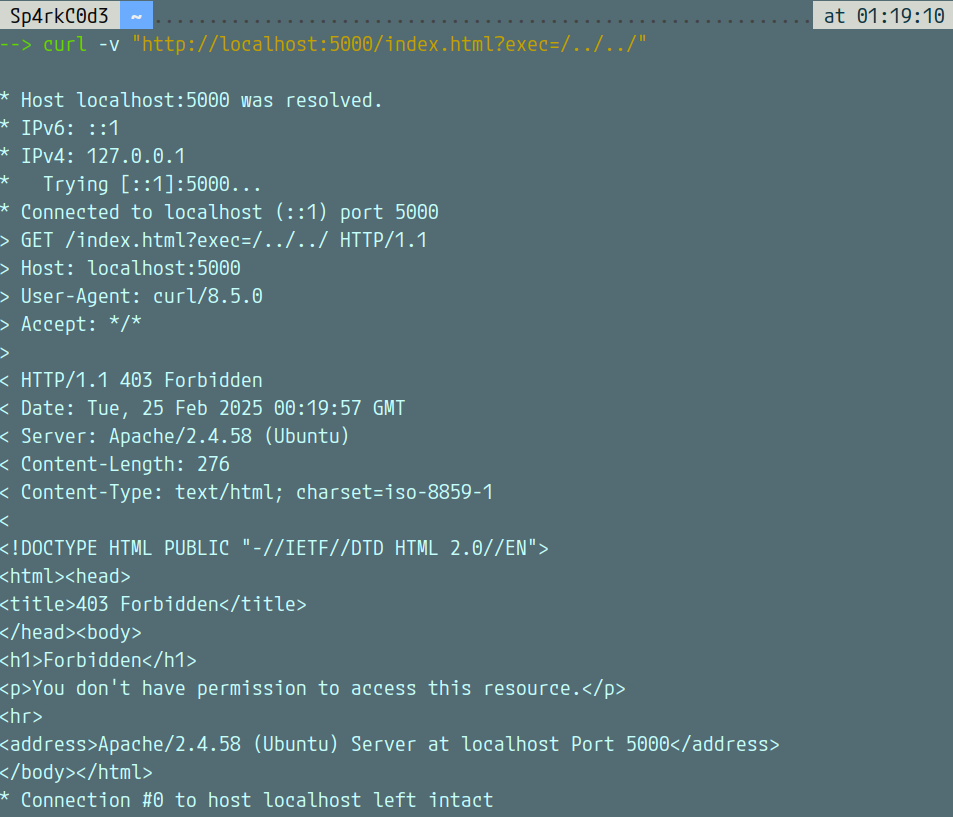 Sp4rkC0d3 ~ at 01:19:10
--> curl -v "http://localhost:5000/index.html?exec=/../../"
* Host localhost:5000 was resolved.
* IPv6: ::1
* IPv4: 127.0.0.1
*   Trying [::1]:5000...
* Connected to localhost (::1) port 5000
> GET /index.html?exec=/../../ HTTP/1.1
> Host: localhost:5000
> User-Agent: curl/8.5.0
> Accept: */*
>
< HTTP/1.1 403 Forbidden
< Date: Tue, 25 Feb 2025 00:19:57 GMT
< Server: Apache/2.4.58 (Ubuntu)
< Content-Length: 276
< Content-Type: text/html; charset=iso-8859-1
<
<!DOCTYPE HTML PUBLIC "-//IETF//DTD HTML 2.0//EN">
<html><head>
<title>403 Forbidden</title>
</head><body>
<h1>Forbidden</h1>
<p>You don't have permission to access this resource.</p>
<hr>
<address>Apache/2.4.58 (Ubuntu) Server at localhost Port 5000</address>
</body></html>
* Connection #0 to host localhost left intact